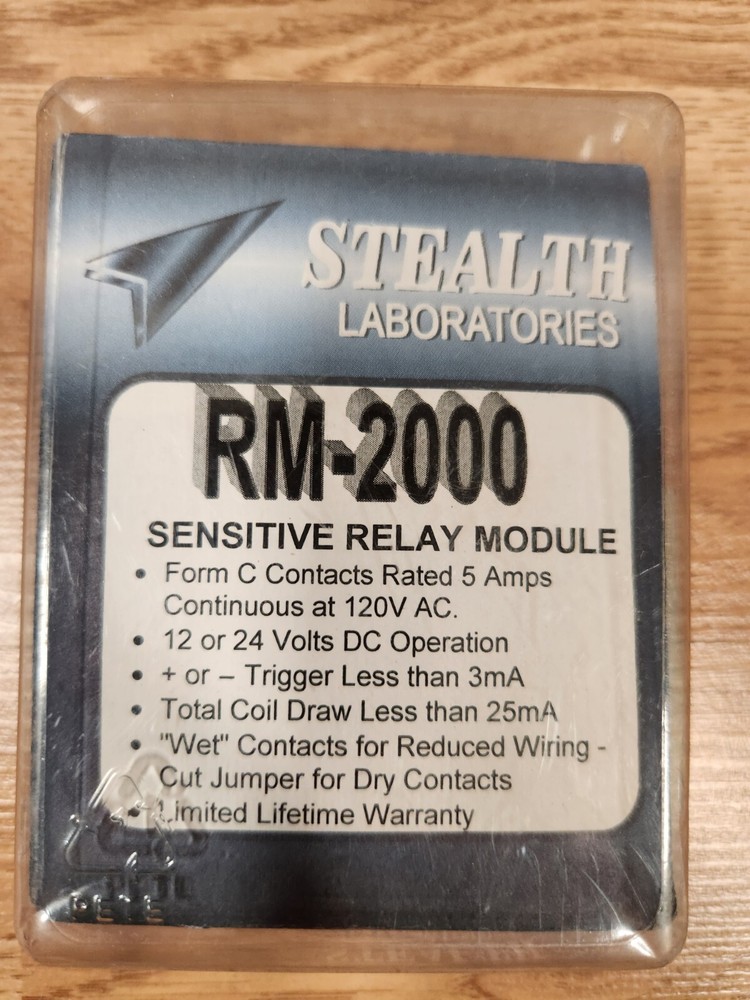 STEALTH
LABORATORIES
RM-2000
SENSITIVE RELAY MODULE
• Form C Contacts Rated 5 Amps
Continuous at 120V AC.
• 12 or 24 Volts DC Operation
• + or – Trigger Less than 3mA
• Total Coil Draw Less than 25mA
• "Wet" Contacts for Reduced Wiring -
Cut Jumper for Dry Contacts
• Limited Lifetime Warranty
PETE